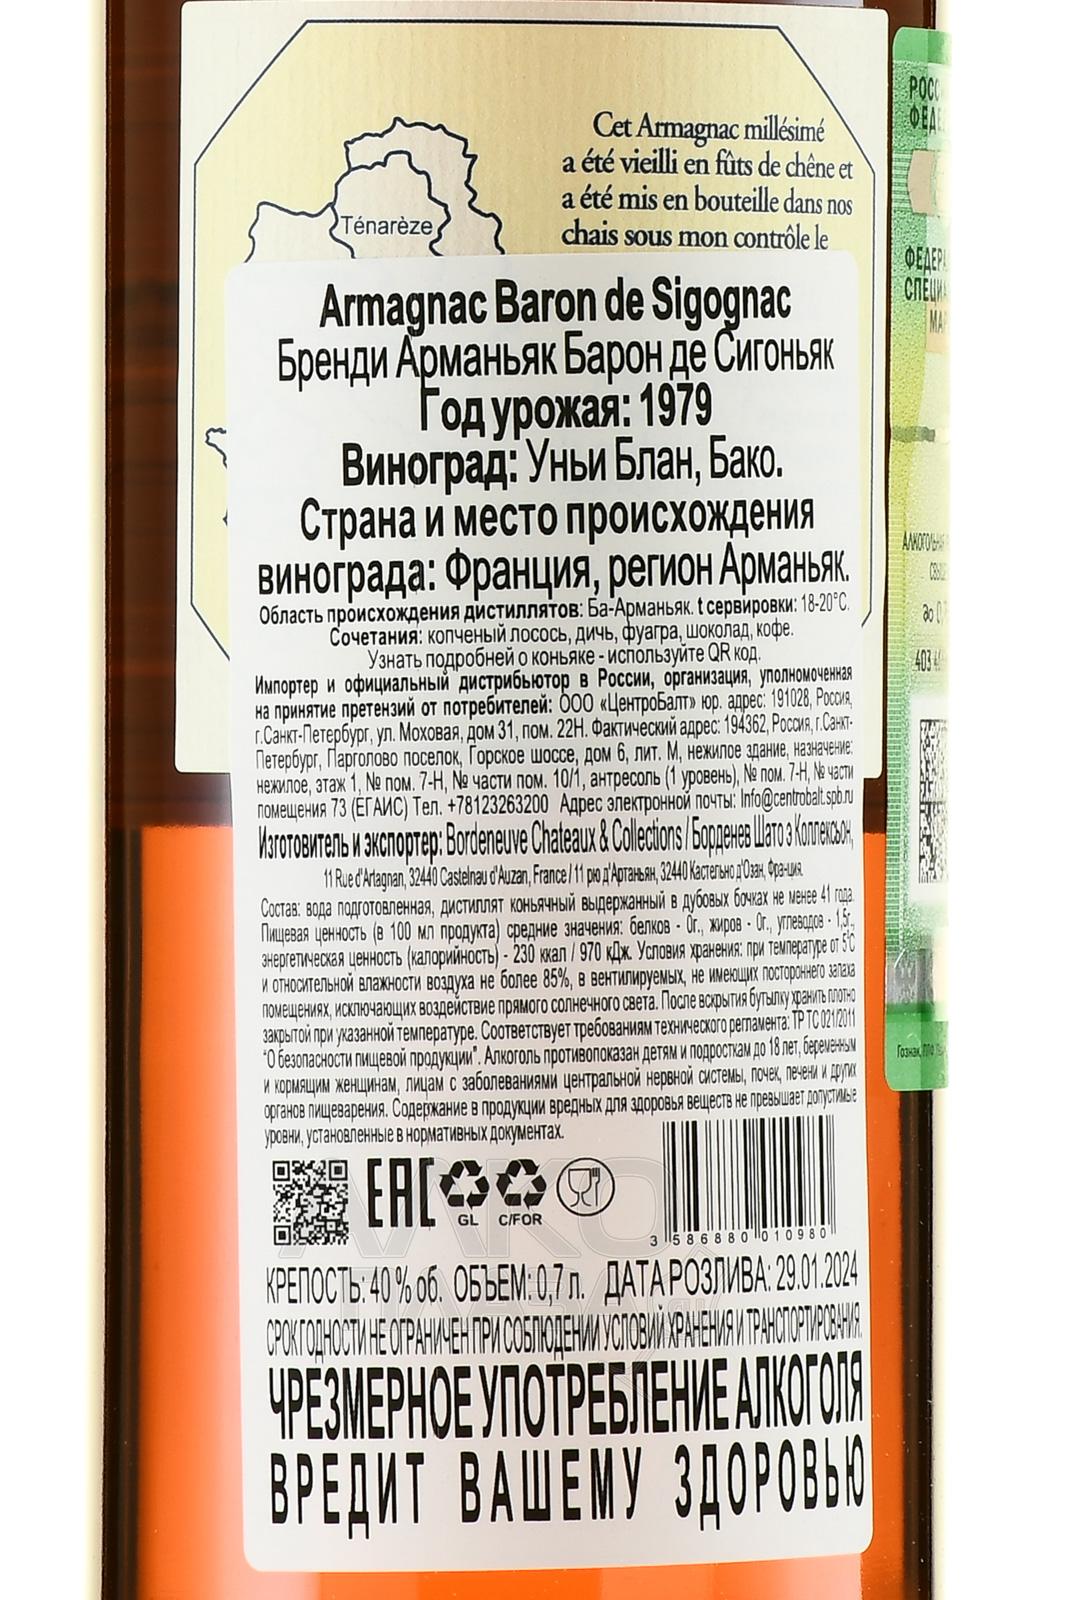 Cet Armagnac millésimé
a été vieilli en fûts de chêne et
a été mis en bouteille dans nos
chais sous mon contrôle le
Ténarèze
Armagnac Baron de Sigognac
Бренди Арманьяк Барон де Сигоньяк
Год урожая: 1979
Виноград: Уньи Блан, Бако.
Страна и место происхождения
винограда: Франция, регион Арманьяк.
Область происхождения дистиллятов: Ба-Арманьяк. t сервировки: 18-20°C.
Сочетания: копченый лосось, дичь, фуагра, шоколад, кофе.
Узнать подробней о коньяке - используйте QR код.
Импортер и официальный дистрибьютор в России, организация, уполномоченная
на принятие претензий от потребителей: ООО «ЦентроБалт» юр. адрес: 191028, Россия,
г.Санкт-Петербург, ул. Моховая, дом 31, пом. 22Н. Фактический адрес: 194362, Россия, г.Санкт-
Петербург, Парголово поселок, Горское шоссе, дом 6, лит. М, нежилое здание, назначение:
нежилое, этаж 1, № пом. 7-Н, № части пом. 10/1, антресоль (1 уровень), № пом. 7-Н, № части
помещения 73 (ЕГАИС) Тел. +78123263200 Адрес электронной почты: Info@centrobalt.spb.ru
Изготовитель и экспортер: Bordeneuve Chateaux & Collections / Борденев Шато э Коллексьон,
11 Rue d'Artagnan, 32440 Castelnau d'Auzan, France / 11 рю д'Артаньян, 32440 Кастельно д'Озан, Франция.
Состав: вода подготовленная, дистиллят коньячный выдержанный в дубовых бочках не менее 41 года.
Пищевая ценность (в 100 мл продукта) средние значения: белков - 0г., жиров - 0г., углеводов - 1,5г.,
энергетическая ценность (калорийность) - 230 ккал / 970 кДж. Условия хранения: при температуре от 5°C
и относительной влажности воздуха не более 85%, в вентилируемых, не имеющих постороннего запаха
помещениях, исключающих воздействие прямого солнечного света. После вскрытия бутылку хранить плотно
закрытой при указанной температуре. Соответствует требованиям технического регламента: ТР ТС 021/2011
"О безопасности пищевой продукции". Алкоголь противопоказан детям и подросткам до 18 лет, беременным
и кормящим женщинам, лицам с заболеваниями центральной нервной системы, почек, печени и других
органов пищеварения. Содержание в продукции вредных для здоровья веществ не превышает допустимые
уровни, установленные в нормативных документах.
EAC
GL C/FOR
3 586880 010980
КРЕПОСТЬ: 40 % об. ОБЪЕМ: 0,7 л. ДАТА РОЗЛИВА: 29.01.2024
СРОК ГОДНОСТИ НЕ ОГРАНИЧЕН ПРИ СОБЛЮДЕНИИ УСЛОВИЙ ХРАНЕНИЯ И ТРАНСПОРТИРОВАНИЯ.
ЧРЕЗМЕРНОЕ УПОТРЕБЛЕНИЕ АЛКОГОЛЯ
ВРЕДИТ ВАШЕМУ ЗДОРОВЬЮ